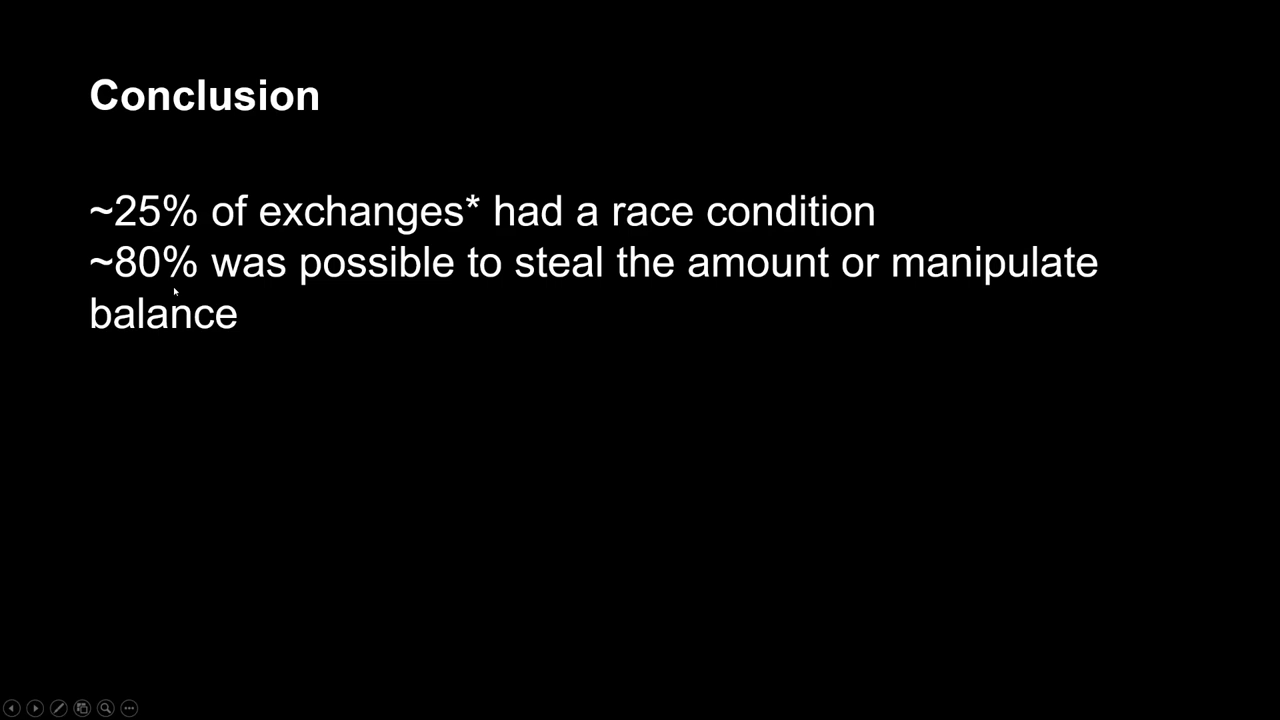 Conclusion
~25% of exchanges* had a race condition
~80% was possible to steal the amount or manipulate
balance